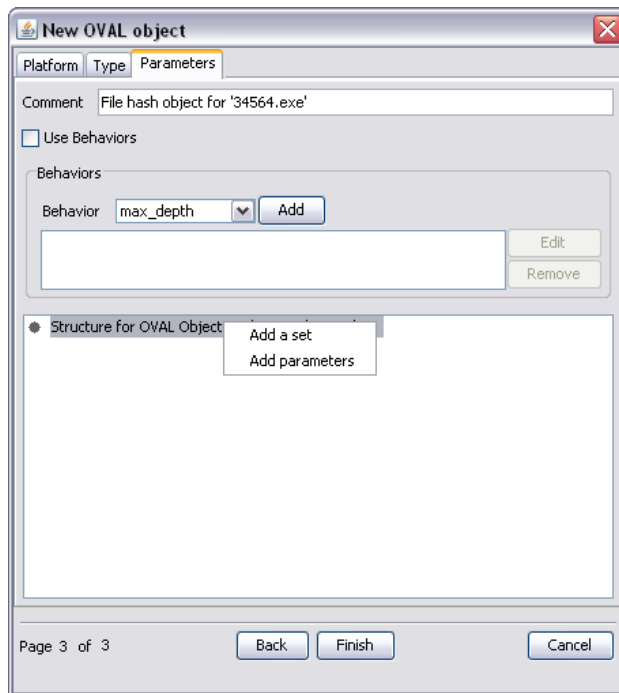 New OVAL object
Platform Type Parameters
Comment File hash object for '34564.exe'
Use Behaviors
Behaviors
Behavior max_depth Add
Edit
Remove
Structure for OVAL Object
Add a set
Add parameters
Page 3 of 3 Back Finish Cancel